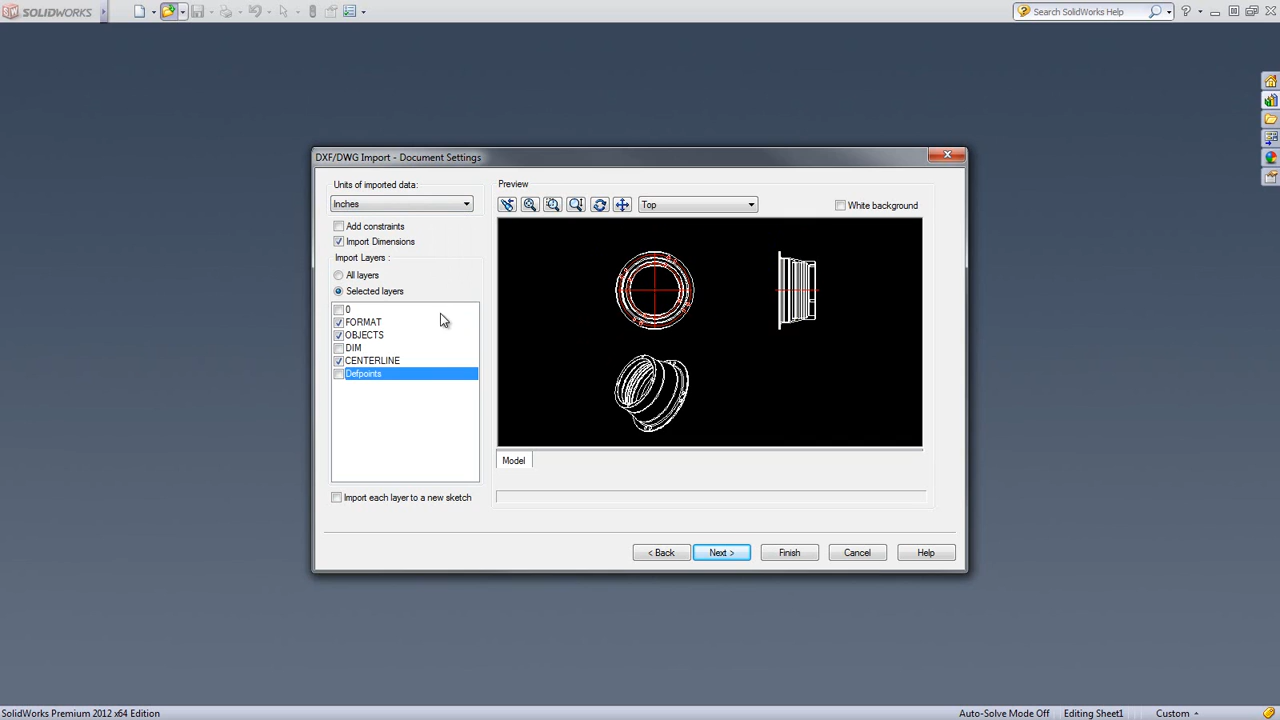 SOLIDWORKS
Search SolidWorks Help
DXF/DWG Import - Document Settings
Units of imported data:
Inches
Add constraints
Import Dimensions
Import Layers :
All layers
Selected layers
0
FORMAT
OBJECTS
DIM
CENTERLINE
Defpoints
Import each layer to a new sketch
Preview
Top
White background
Model
< Back
Next >
Finish
Cancel
Help
SolidWorks Premium 2012 x64 Edition
Auto-Solve Mode Off
Editing Sheet1
Custom